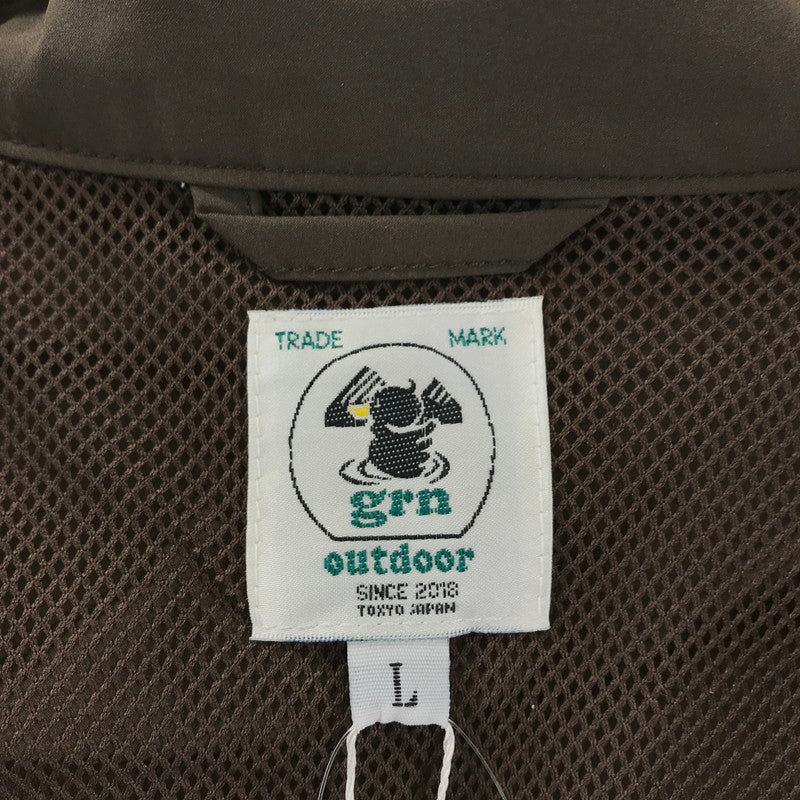 TRADE MARK
grn
outdoor
SINCE 2018
TOKYO JAPAN
L